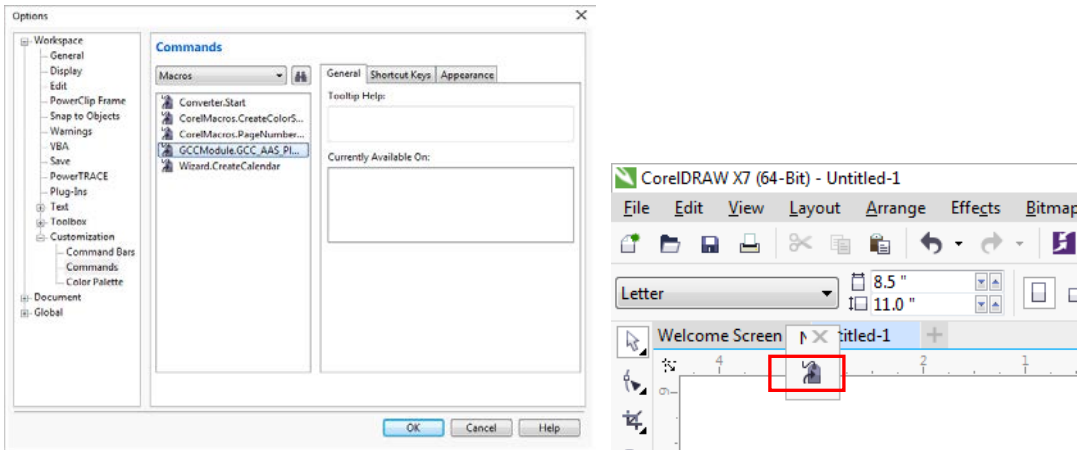 Options
Workspace
General
Display
Edit
PowerClip Frame
Snap to Objects
Warnings
VBA
Save
PowerTRACE
Plug-Ins
Text
Toolbox
Customization
Command Bars
Commands
Color Palette
Document
Global
Commands
Macros
Converter.Start
CorelMacros.CreateColorS...
CorelMacros.PageNumber...
GCCModule.GCC_AAS_Pl...
Wizard.CreateCalendar
General Shortcut Keys Appearance
Tooltip Help:
Currently Available On:
OK Cancel Help
CorelDRAW X7 (64-Bit) - Untitled-1
File Edit View Layout Arrange Effects Bitmap
Letter
8.5 "
11.0 "
Welcome Screen titled-1
4 2 1